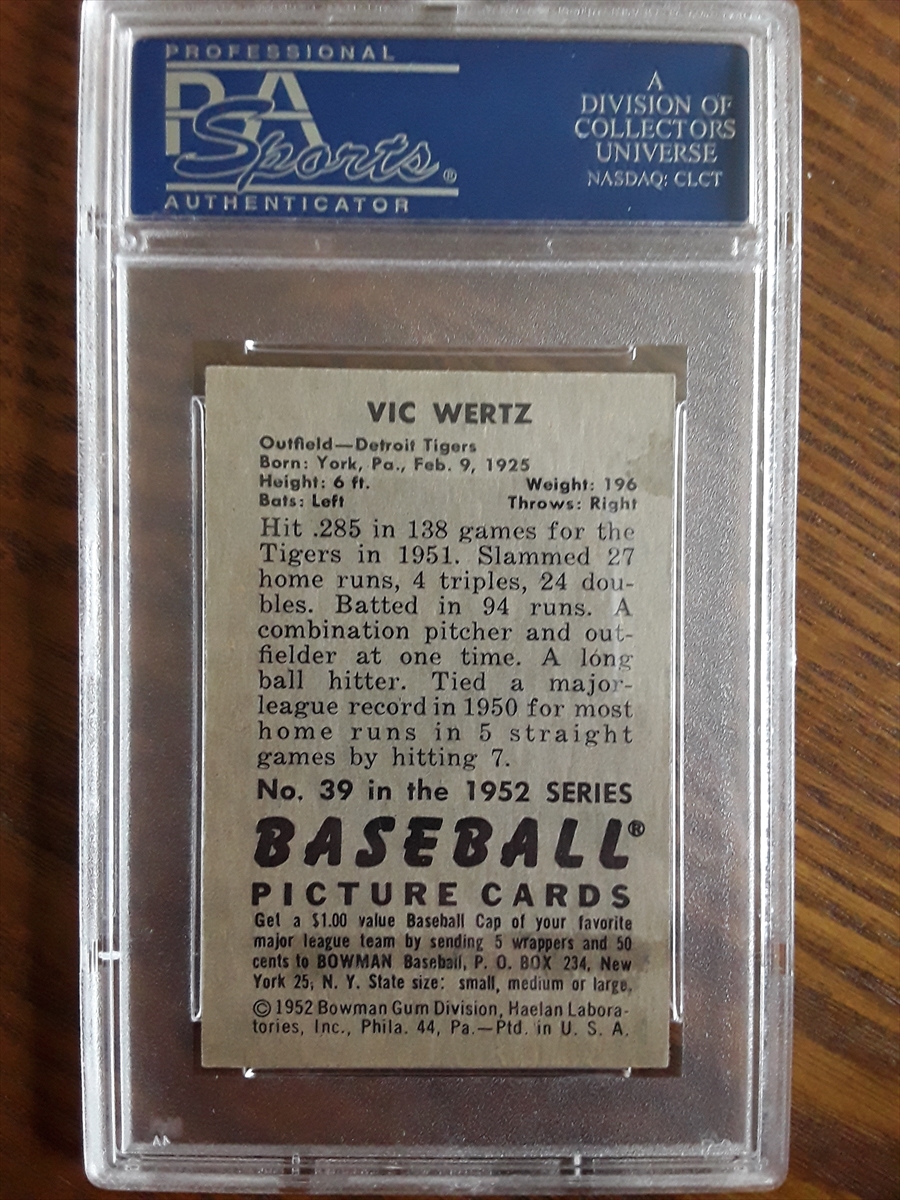 PROFESSIONAL
PSA
Sports®
AUTHENTICATOR
A
DIVISION OF
COLLECTORS
UNIVERSE
NASDAQ: CLCT
VIC WERTZ
Outfield—Detroit Tigers
Born: York, Pa., Feb. 9, 1925
Height: 6 ft. Weight: 196
Bats: Left Throws: Right
Hit .285 in 138 games for the
Tigers in 1951. Slammed 27
home runs, 4 triples, 24 dou-
bles. Batted in 94 runs. A
combination pitcher and out-
fielder at one time. A long
ball hitter. Tied a major-
league record in 1950 for most
home runs in 5 straight
games by hitting 7.
No. 39 in the 1952 SERIES
BASEBALL®
PICTURE CARDS
Get a $1.00 value Baseball Cap of your favorite
major league team by sending 5 wrappers and 50
cents to BOWMAN Baseball, P. O. BOX 234, New
York 25, N. Y. State size: small, medium or large.
© 1952 Bowman Gum Division, Haelan Labora-
tories, Inc., Phila. 44, Pa.—Ptd. in U. S. A.